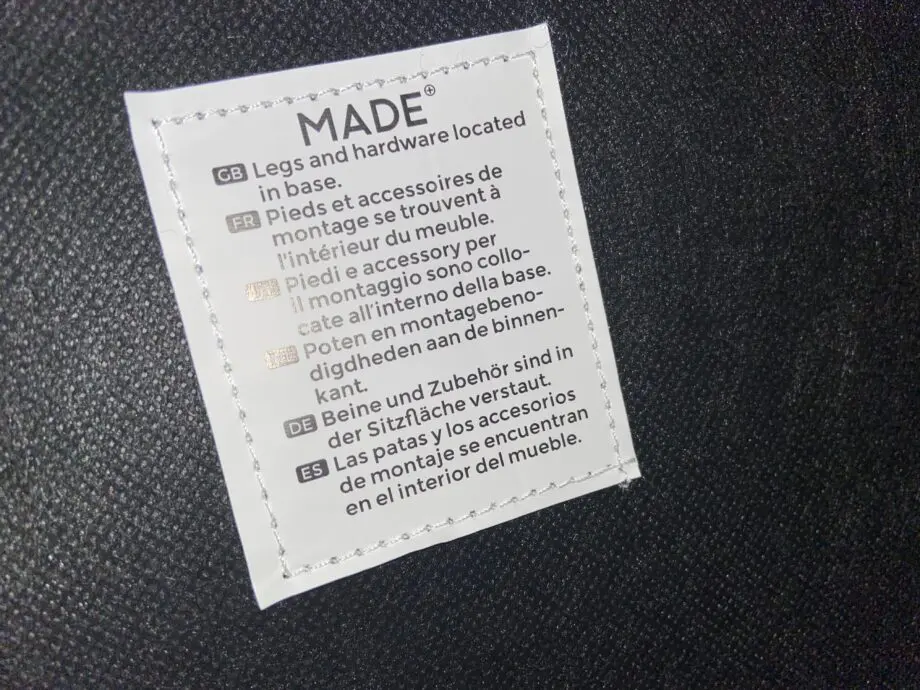 MADE
GB Legs and hardware located
in base.
FR Pieds et accessoires de
montage se trouvent à
l'intérieur du meuble.
Piedi e accessory per
il montaggio sono collo-
cate all'interno della base.
Poten en montagebeno-
digdheden aan de binnen-
kant.
DE Beine und Zubehör sind in
der Sitzfläche verstaut.
ES Las patas y los accesorios
de montaje se encuentran
en el interior del mueble.